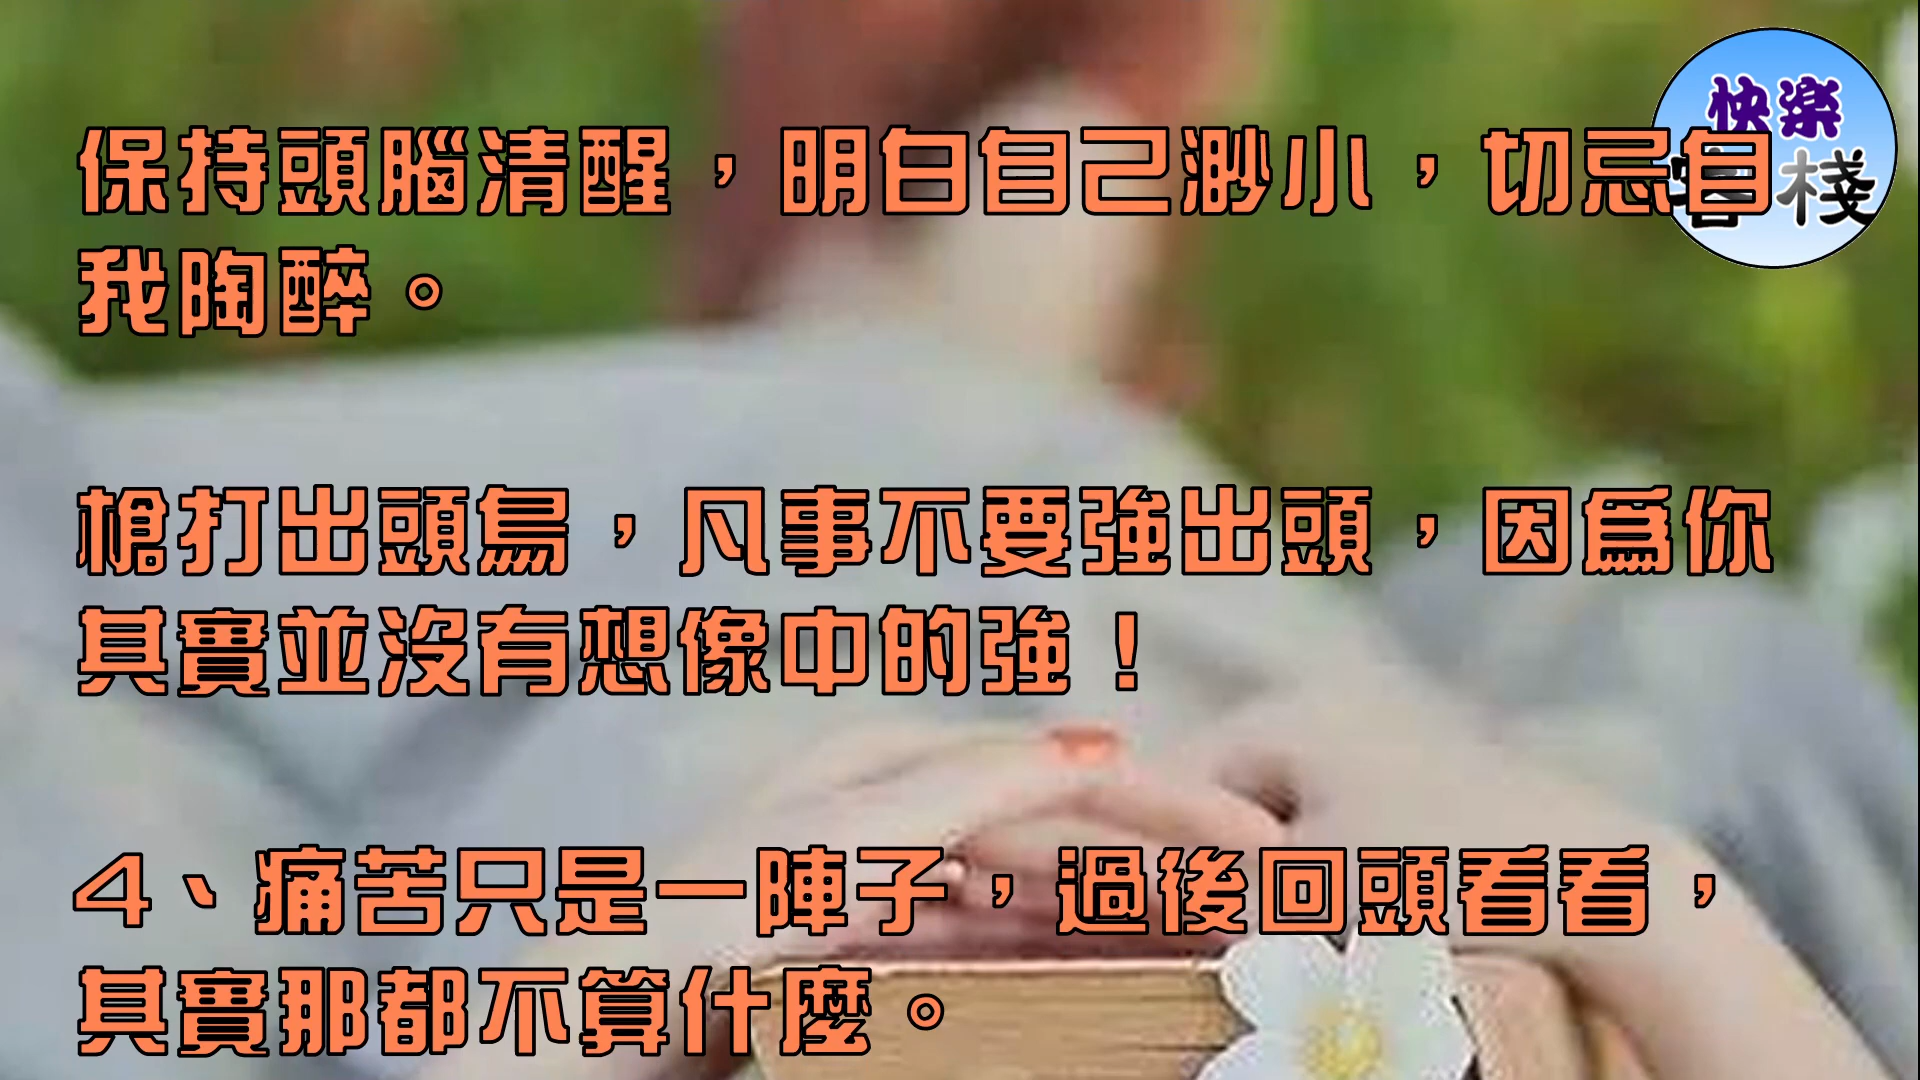 快樂
客栈
保持頭腦清醒，明白自己渺小，切忌自
我陶醉。
槍打出頭鳥，凡事不要強出頭，因爲你
其實並沒有想像中的強！
4、痛苦只是一陣子，過後回頭看看，
其實那都不算什麼。